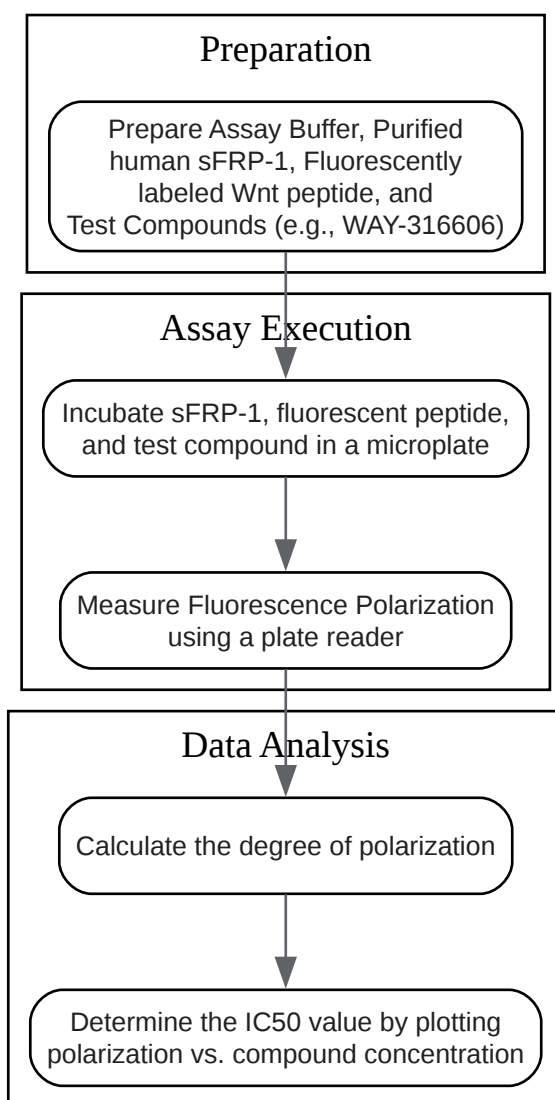 Preparation
Prepare Assay Buffer, Purified
human sFRP-1, Fluorescently
labeled Wnt peptide, and
Test Compounds (e.g., WAY-316606)
Assay Execution
Incubate sFRP-1, fluorescent peptide,
and test compound in a microplate
Measure Fluorescence Polarization
using a plate reader
Data Analysis
Calculate the degree of polarization
Determine the IC50 value by plotting
polarization vs. compound concentration